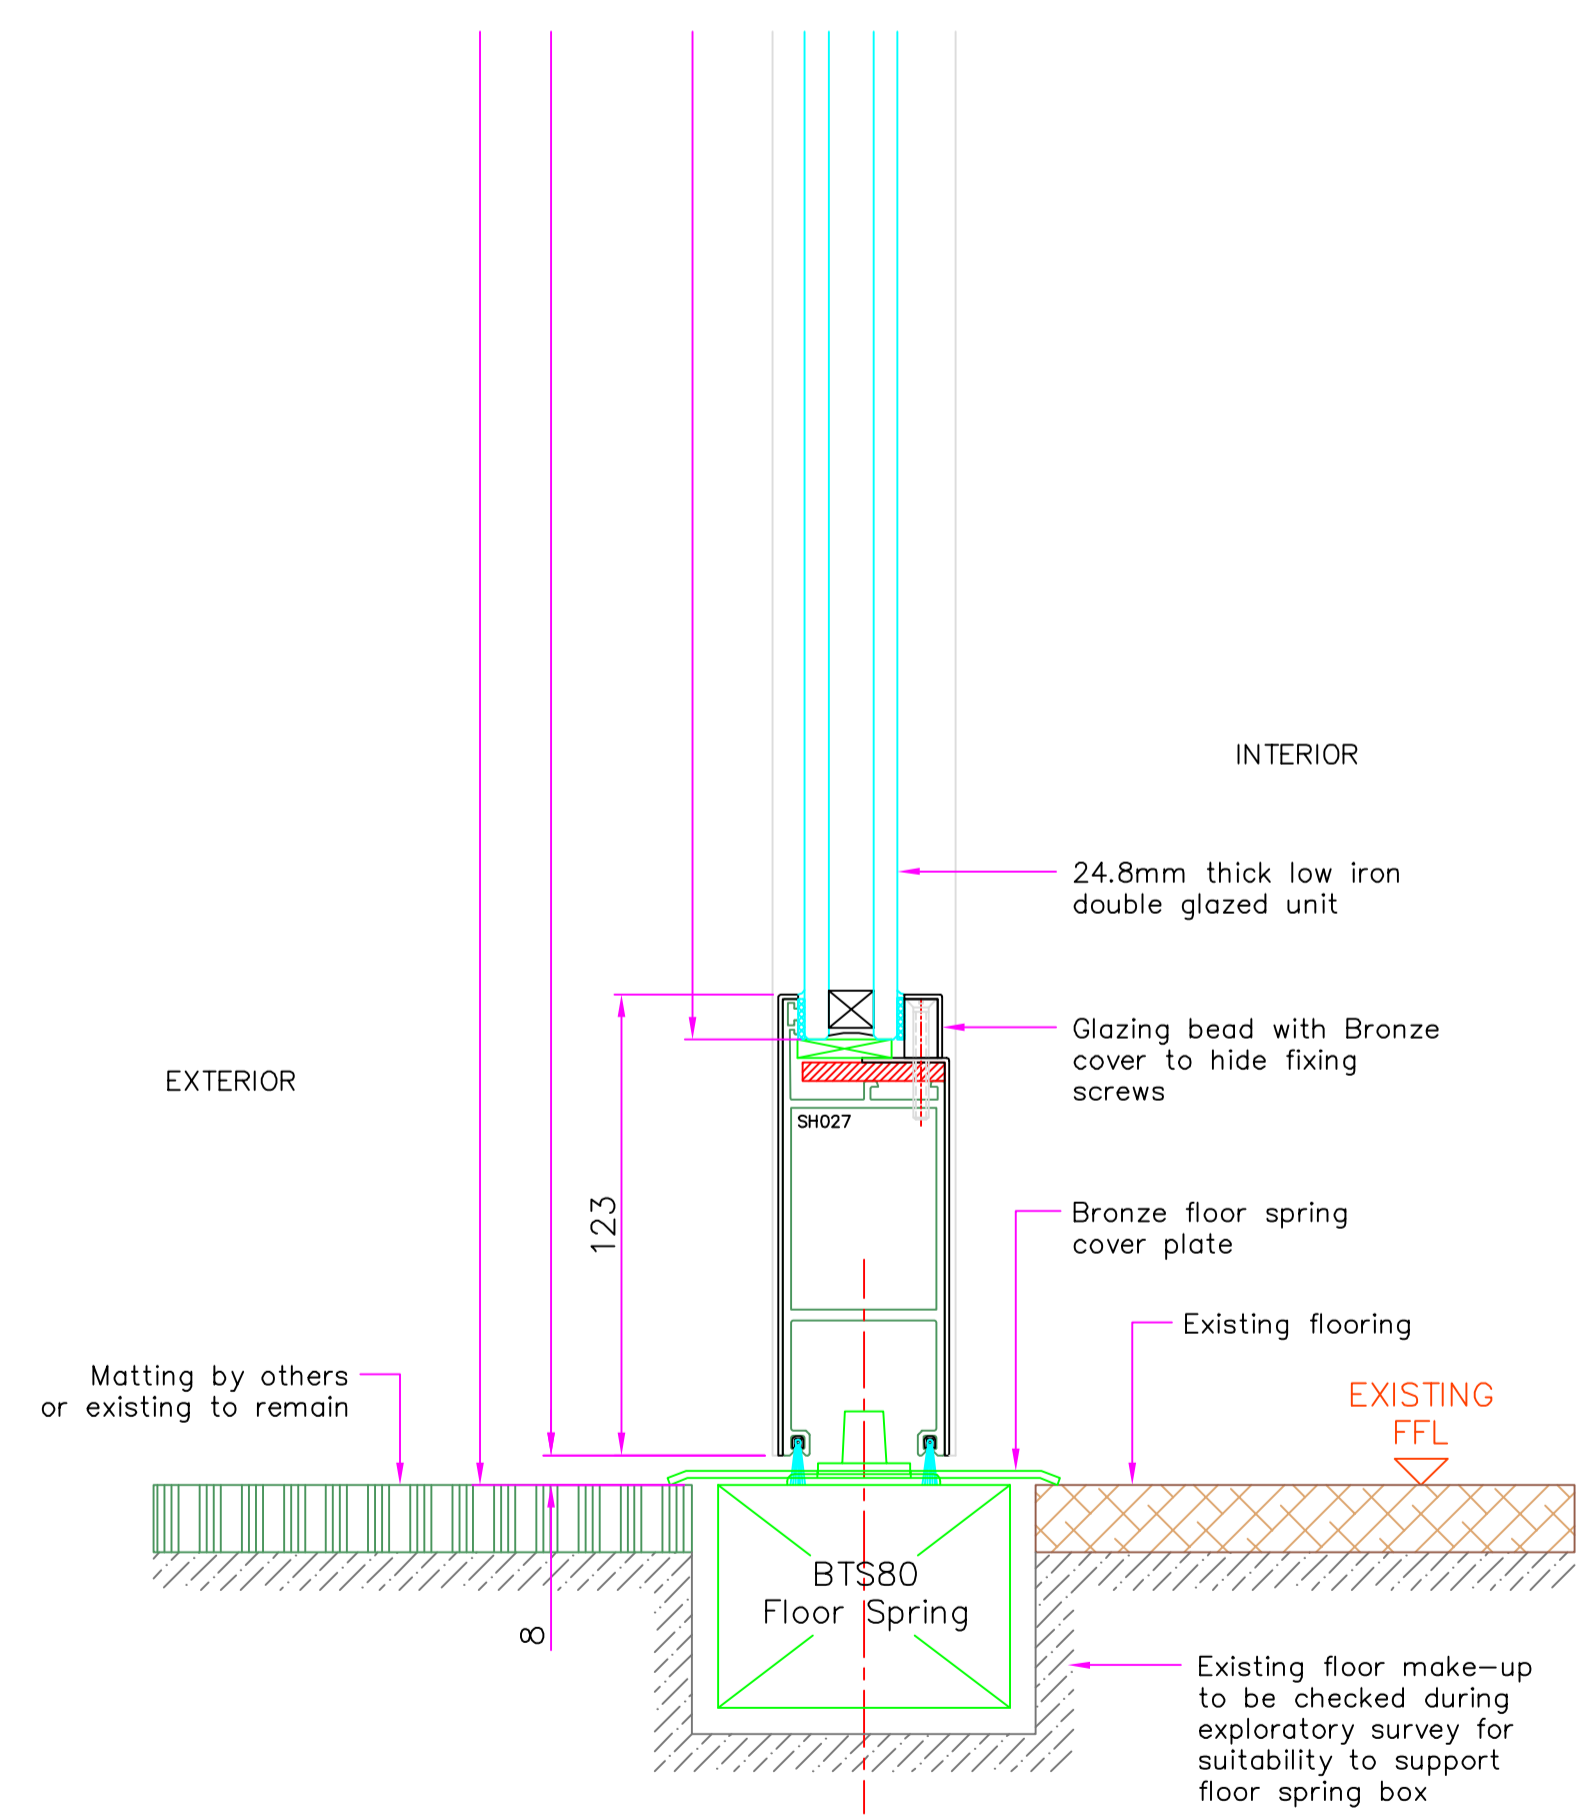 INTERIOR
24.8mm thick low iron
double glazed unit
Glazing bead with Bronze
cover to hide fixing
screws
EXTERIOR
SH027
123
Bronze floor spring
cover plate
Existing flooring
Matting by others
or existing to remain
EXISTING
FFL
BTS80
Floor Spring
8
Existing floor make-up
to be checked during
exploratory survey for
suitability to support
floor spring box